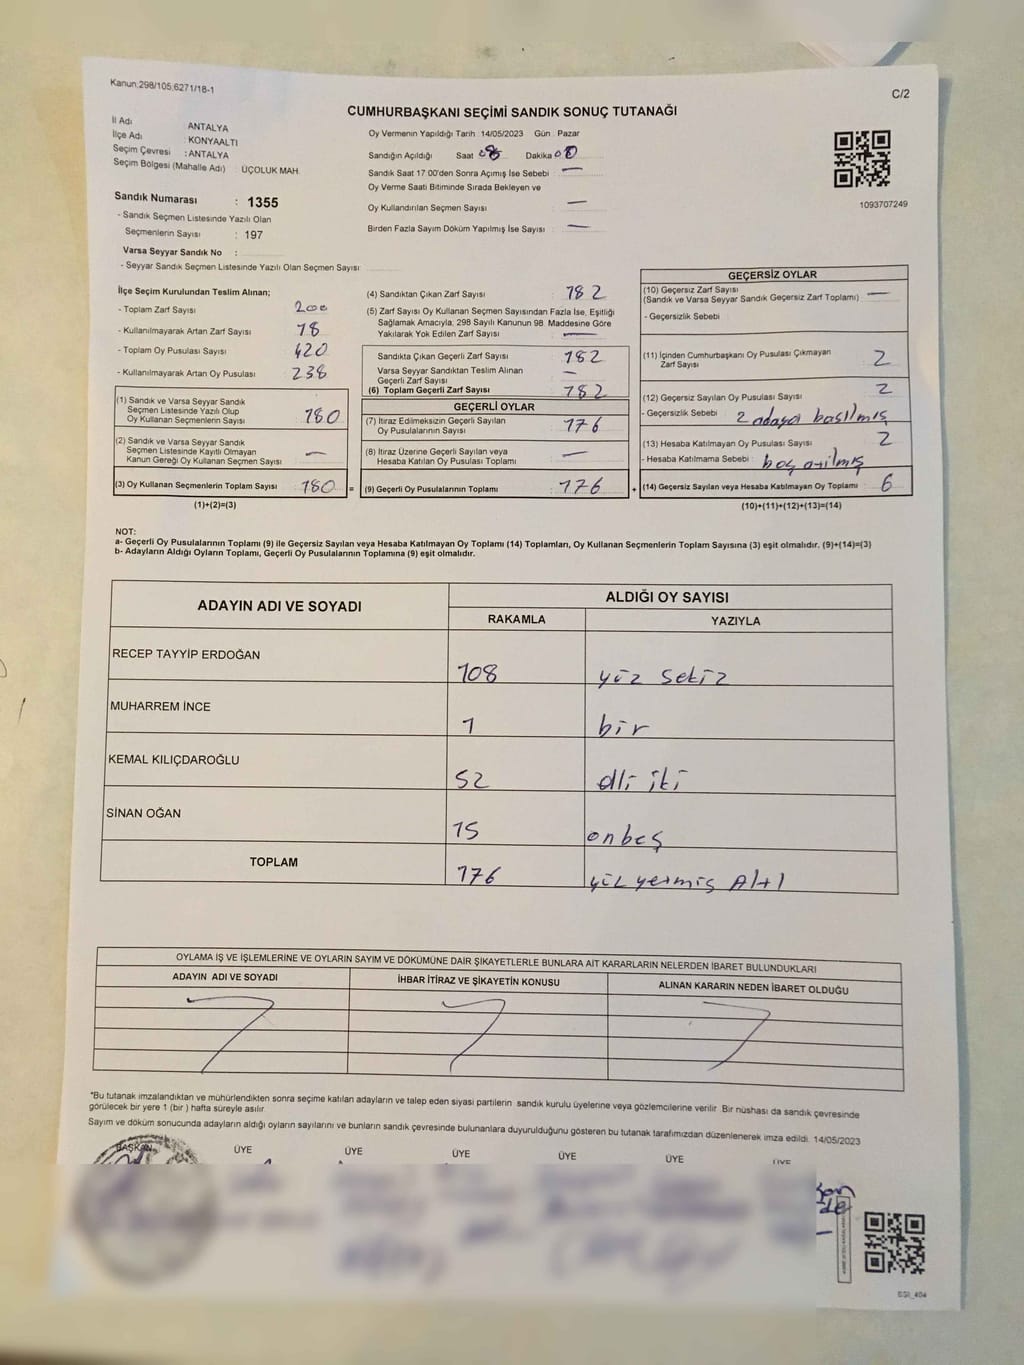 Kanun:298/105;6271/18-1
C/2
CUMHURBAŞKANI SEÇİMİ SANDIK SONUÇ TUTANAĞI
İl Adı ANTALYA
İlçe Adı : KONYAALTI
Seçim Çevresi : ANTALYA
Seçim Bölgesi (Mahalle Adı) : ÜÇOLUK MAH.
Sandık Numarası : 1355
- Sandık Seçmen Listesinde Yazılı Olan
Seçmenlerin Sayısı : 197
Varsa Seyyar Sandık No :
- Seyyar Sandık Seçmen Listesinde Yazılı Olan Seçmen Sayısı
Oy Vermenin Yapıldığı Tarih : 14/05/2023 Gün : Pazar
Sandığın Açıldığı Saat 08 Dakika 00
Sandık Saat 17:00'den Sonra Açımış İse Sebebi : —
Oy Verme Saati Bitiminde Sırada Bekleyen ve
Oy Kullandırılan Seçmen Sayısı : —
Birden Fazla Sayım Döküm Yapılmış İse Sayısı : —
1093707249
İlçe Seçim Kurulundan Teslim Alınan;
- Toplam Zarf Sayısı : 200
- Kullanılmayarak Artan Zarf Sayısı : 18
- Toplam Oy Pusulası Sayısı : 420
- Kullanılmayarak Artan Oy Pusulası : 238
(1) Sandık ve Varsa Seyyar Sandık
Seçmen Listesinde Yazılı Olup
Oy Kullanan Seçmenlerin Sayısı 180
(2) Sandık ve Varsa Seyyar Sandık
Seçmen Listesinde Kayıtlı Olmayan
Kanun Gereği Oy Kullanan Seçmen Sayısı —
(3) Oy Kullanan Seçmenlerin Toplam Sayısı 180 =
(1)+(2)=(3)
(4) Sandıktan Çıkan Zarf Sayısı : 182
(5) Zarf Sayısı Oy Kullanan Seçmen Sayısından Fazla İse, Eşitliği
Sağlamak Amacıyla; 298 Sayılı Kanunun 98. Maddesine Göre
Yakılarak Yok Edilen Zarf Sayısı : —
Sandıkta Çıkan Geçerli Zarf Sayısı : 182
Varsa Seyyar Sandıktan Teslim Alınan
Geçerli Zarf Sayısı : —
(6) Toplam Geçerli Zarf Sayısı : 182
GEÇERLİ OYLAR
(7) İtiraz Edilmeksizin Geçerli Sayılan
Oy Pusulalarının Sayısı : 176
(8) İtiraz Üzerine Geçerli Sayılan veya
Hesaba Katılan Oy Pusulası Toplamı : —
(9) Geçerli Oy Pusulalarının Toplamı : 176 +
GEÇERSİZ OYLAR
(10) Geçersiz Zarf Sayısı
(Sandık ve Varsa Seyyar Sandık Geçersiz Zarf Toplamı) : —
- Geçersizlik Sebebi :
(11) İçinden Cumhurbaşkanı Oy Pusulası Çıkmayan
Zarf Sayısı : 2
(12) Geçersiz Sayılan Oy Pusulası Sayısı : 2
- Geçersizlik Sebebi : 2 adaya basılmış
(13) Hesaba Katılmayan Oy Pusulası Sayısı : 2
- Hesaba Katılmama Sebebi : boş atılmış
(14) Geçersiz Sayılan veya Hesaba Katılmayan Oy Toplamı : 6
(10)+(11)+(12)+(13)=(14)
NOT:
a- Geçerli Oy Pusulalarının Toplamı (9) ile Geçersiz Sayılan veya Hesaba Katılmayan Oy Toplamı (14) Toplamları, Oy Kullanan Seçmenlerin Toplam Sayısına (3) eşit olmalıdır. (9)+(14)=(3)
b- Adayların Aldığı Oyların Toplamı, Geçerli Oy Pusulalarının Toplamına (9) eşit olmalıdır.
ADAYIN ADI VE SOYADI ALDIĞI OY SAYISI
RAKAMLA YAZIYLA
RECEP TAYYİP ERDOĞAN 108 yüz sekiz
MUHARREM İNCE 1 bir
KEMAL KILIÇDAROĞLU 52 elli iki
SİNAN OĞAN 15 onbeş
TOPLAM 176 yüz yetmiş Altı
OYLAMA İŞ VE İŞLEMLERİNE VE OYLARIN SAYIM VE DÖKÜMÜNE DAİR ŞİKAYETLERLE BUNLARA AİT KARARLARIN NELERDEN İBARET BULUNDUKLARI
ADAYIN ADI VE SOYADI İHBAR İTİRAZ VE ŞİKAYETİN KONUSU ALINAN KARARIN NEDEN İBARET OLDUĞU
*Bu tutanak imzalandıktan ve mühürlendikten sonra seçime katılan adayların ve talep eden siyasi partilerin sandık kurulu üyelerine veya gözlemcilerine verilir. Bir nüshası da sandık çevresinde
görülecek bir yere 1 (bir ) hafta süreyle asılır.
Sayım ve döküm sonucunda adayların aldığı oyların sayılarını ve bunların sandık çevresinde bulunanlara duyurulduğunu gösteren bu tutanak tarafımızdan düzenlenerek imza edildi. 14/05/2023
BAŞKAN ÜYE ÜYE ÜYE ÜYE ÜYE ÜYE